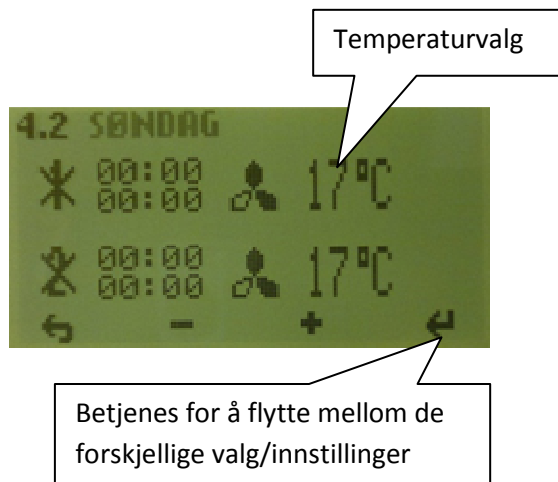 Temperaturvalg
4.2 SØNDAG
00:00
00:00
17°C
00:00
00:00
17°C
- +
Betjenes for å flytte mellom de
forskjellige valg/innstillinger